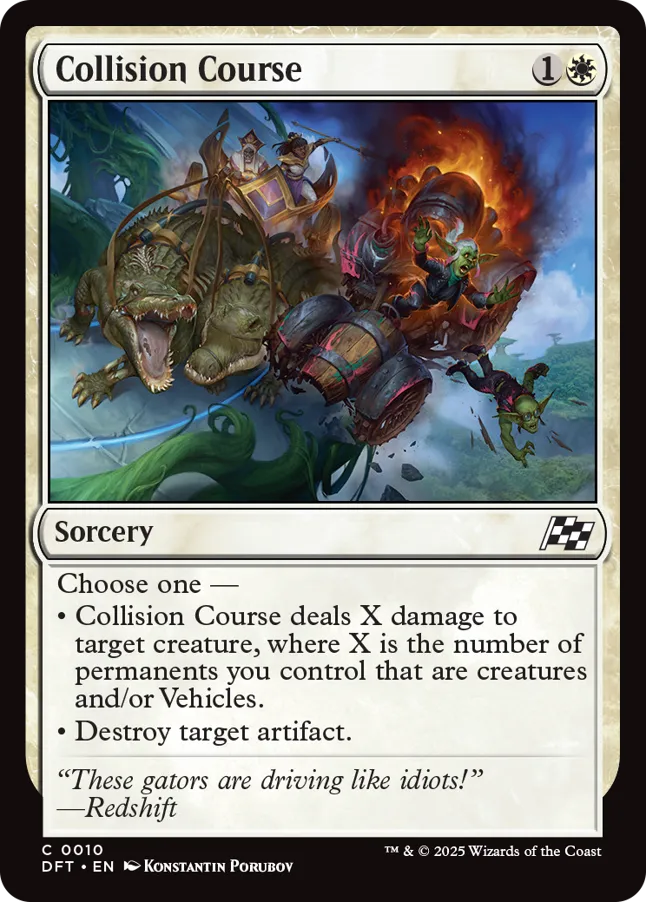 Collision Course 1
Sorcery
Choose one —
• Collision Course deals X damage to
target creature, where X is the number of
permanents you control that are creatures
and/or Vehicles.
• Destroy target artifact.
“These gators are driving like idiots!”
—Redshift
C 0010
DFT • EN Konstantin Porubov
™ & © 2025 Wizards of the Coast